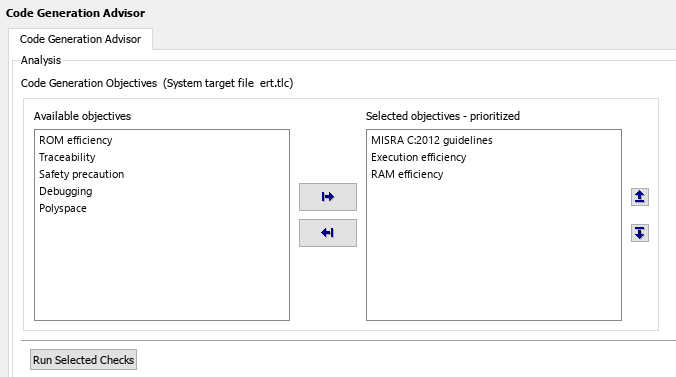 Code Generation Advisor
Code Generation Advisor
Analysis
Code Generation Objectives (System target file ert.tlc)
Available objectives
ROM efficiency
Traceability
Safety precaution
Debugging
Polyspace
Selected objectives - prioritized
MISRA C:2012 guidelines
Execution efficiency
RAM efficiency
Run Selected Checks